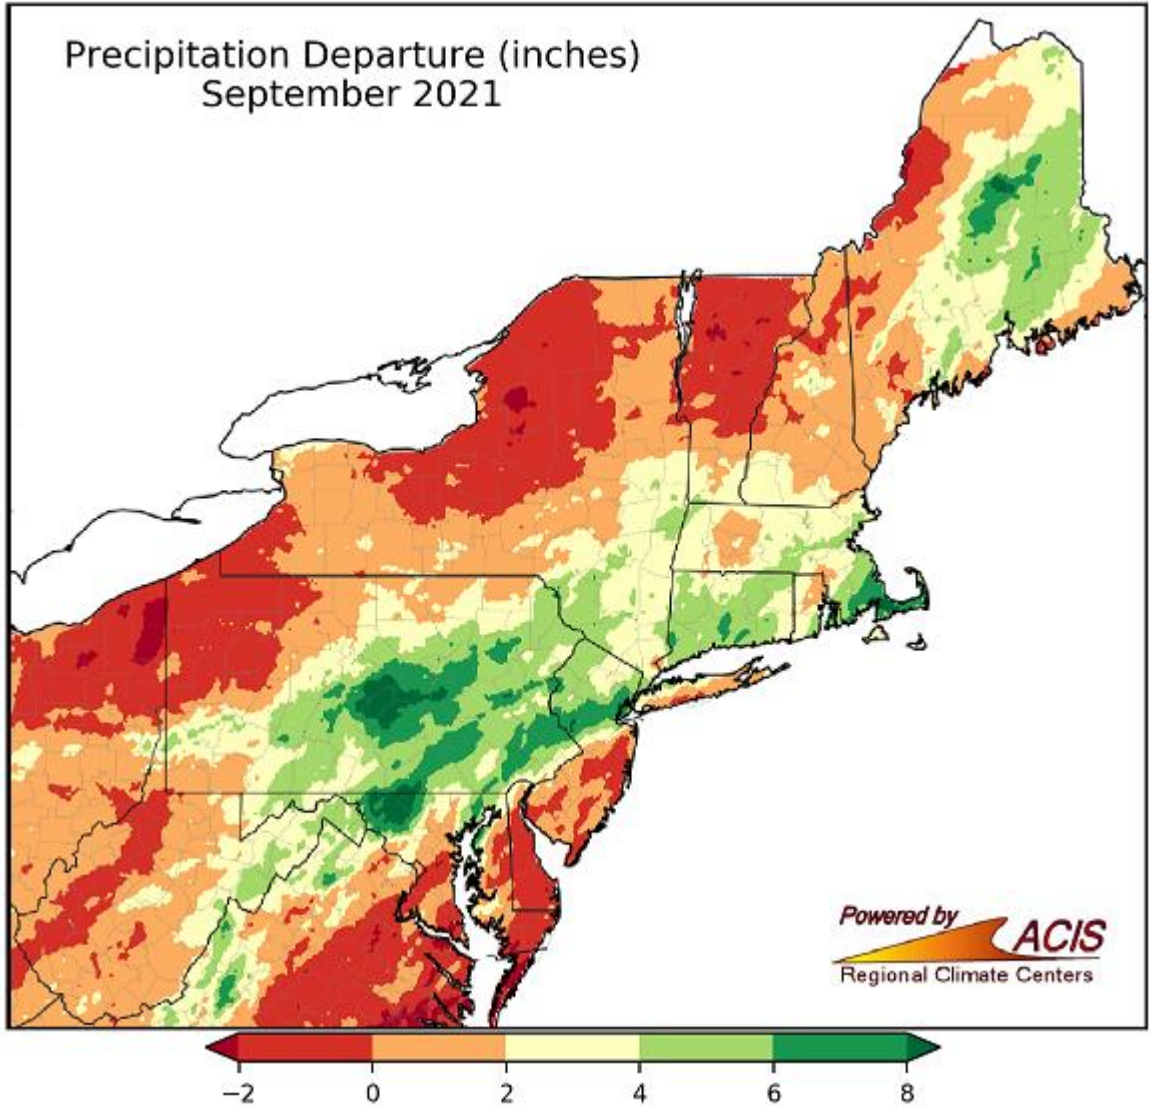 Precipitation Departure (inches)
September 2021
Powered by
ACIS
Regional Climate Centers
−2 0 2 4 6 8